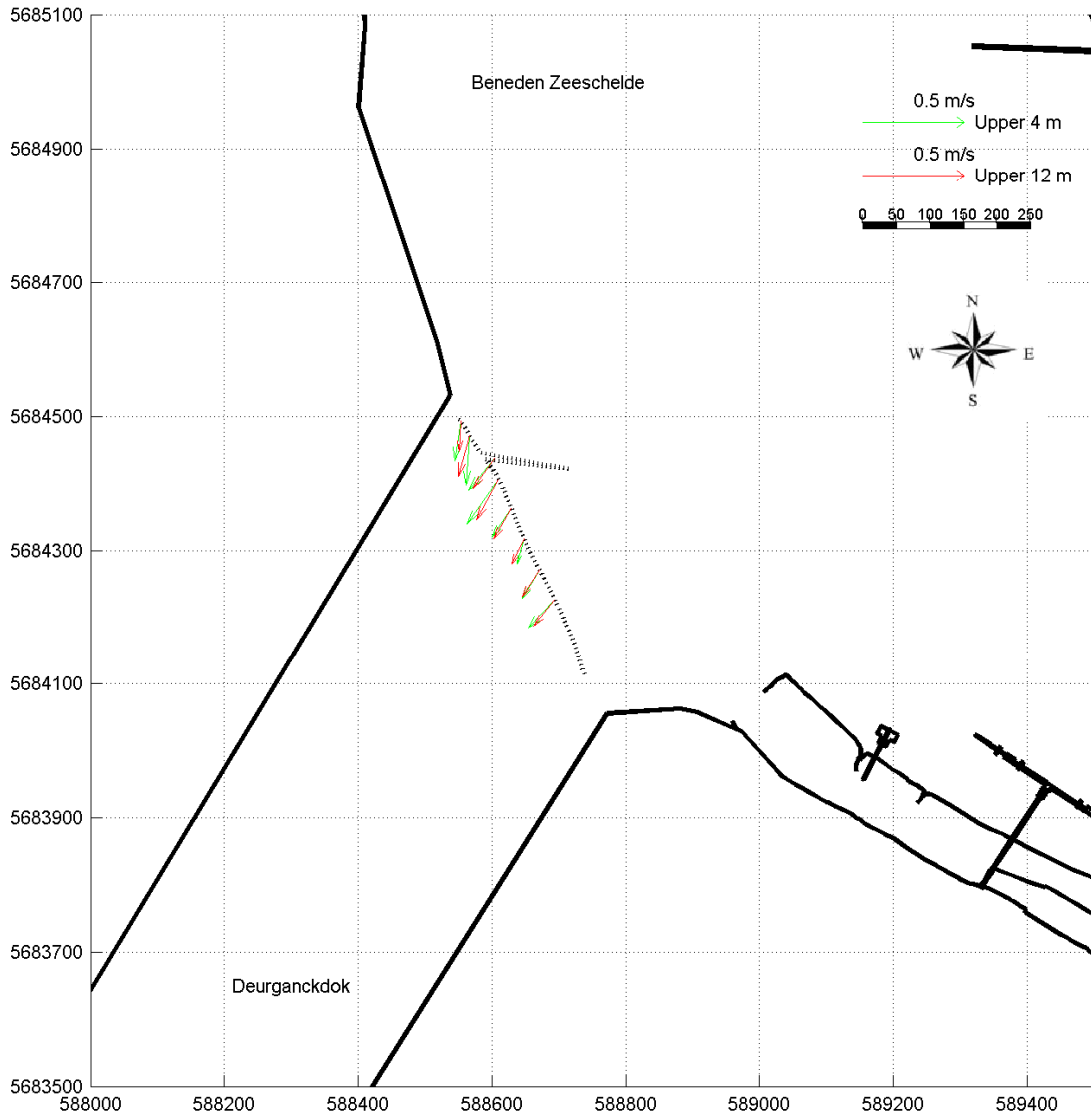 5685100
Beneden Zeeschelde
0.5 m/s
Upper 4 m
5684900
0.5 m/s
Upper 12 m
0 50 100 150 200 250
5684700
N
W E
S
5684500
5684300
5684100
5683900
5683700
Deurganckdok
5683500
588000 588200 588400 588600 588800 589000 589200 589400